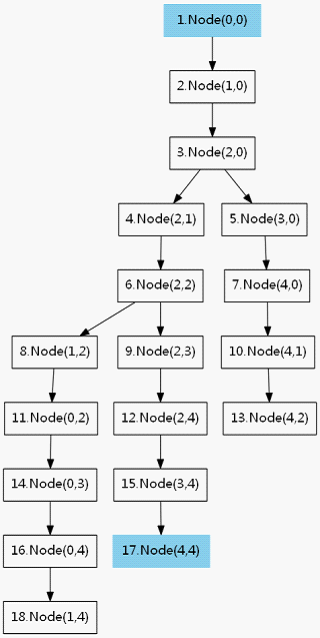 1.Node(0,0)
2.Node(1,0)
3.Node(2,0)
4.Node(2,1)
5.Node(3,0)
6.Node(2,2)
7.Node(4,0)
8.Node(1,2)
9.Node(2,3)
10.Node(4,1)
11.Node(0,2)
12.Node(2,4)
13.Node(4,2)
14.Node(0,3)
15.Node(3,4)
16.Node(0,4)
17.Node(4,4)
18.Node(1,4)